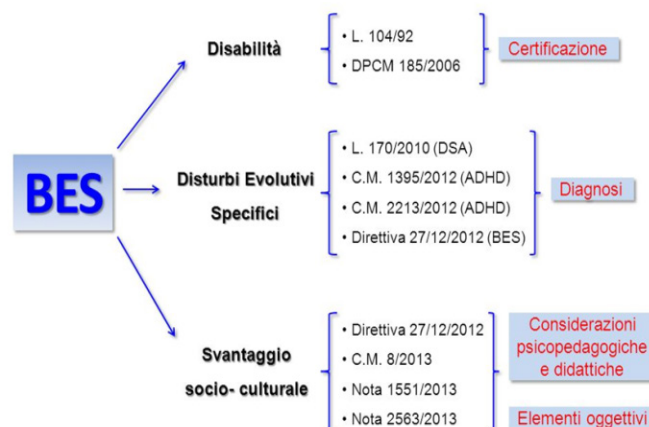 BES
Disabilità
• L. 104/92
• DPCM 185/2006
Certificazione
Disturbi Evolutivi
Specifici
• L. 170/2010 (DSA)
• C.M. 1395/2012 (ADHD)
• C.M. 2213/2012 (ADHD)
• Direttiva 27/12/2012 (BES)
Diagnosi
Svantaggio
socio- culturale
• Direttiva 27/12/2012
• C.M. 8/2013
• Nota 1551/2013
• Nota 2563/2013
Considerazioni
psicopedagogiche
e didattiche
Elementi oggettivi